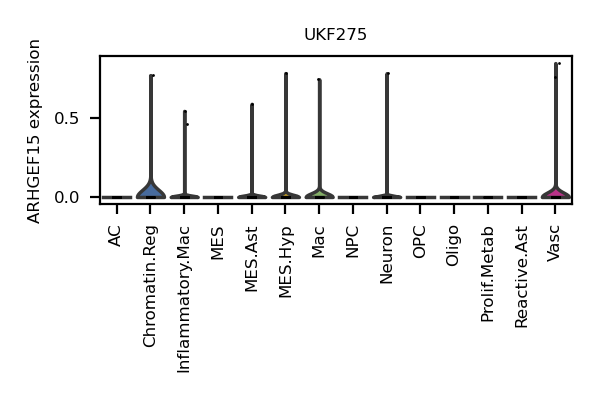 UKF275
ARHGEF15 expression
0.5
0.0
AC
Chromatin.Reg
Inflammatory.Mac
MES
MES.Ast
MES.Hyp
Mac
NPC
Neuron
OPC
Oligo
Prolif.Metab
Reactive.Ast
Vasc